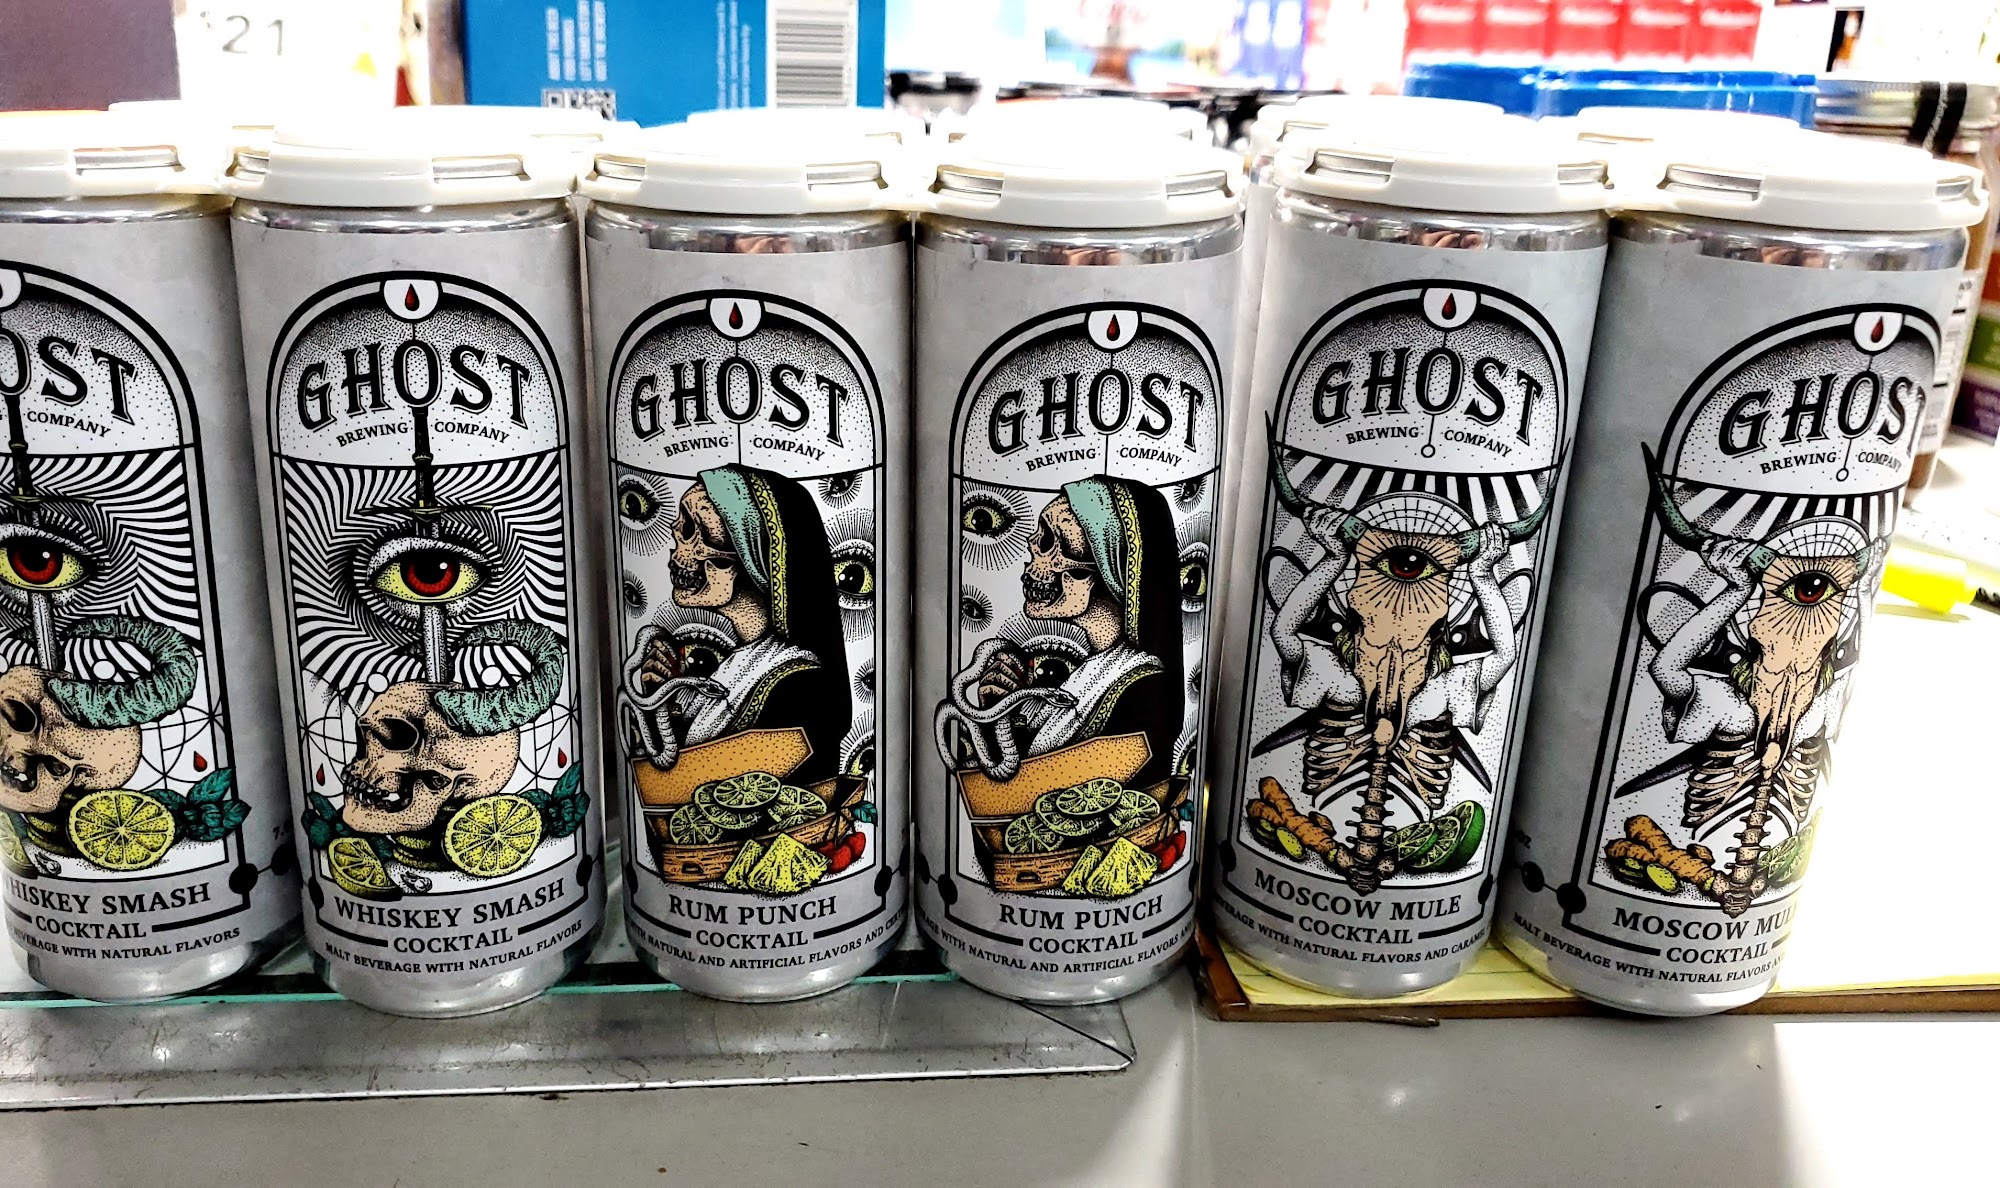 $21
OST
COMPANY
WHISKEY SMASH
COCKTAIL
BEVERAGE WITH NATURAL FLAVORS
GHOST
BREWING COMPANY
WHISKEY SMASH
COCKTAIL
MALT BEVERAGE WITH NATURAL FLAVORS
GHOST
BREWING COMPANY
RUM PUNCH
COCKTAIL
WITH NATURAL AND ARTIFICIAL FLAVORS AND
GHOST
BREWING COMPANY
RUM PUNCH
COCKTAIL
WITH NATURAL AND ARTIFICIAL FLAVORS
GHOST
BREWING COMPANY
MOSCOW MULE
COCKTAIL
BEVERAGE WITH NATURAL FLAVORS AND CARAMEL
GHOST
BREWING COMPANY
MOSCOW MULE
COCKTAIL
MALT BEVERAGE WITH NATURAL FLAVORS